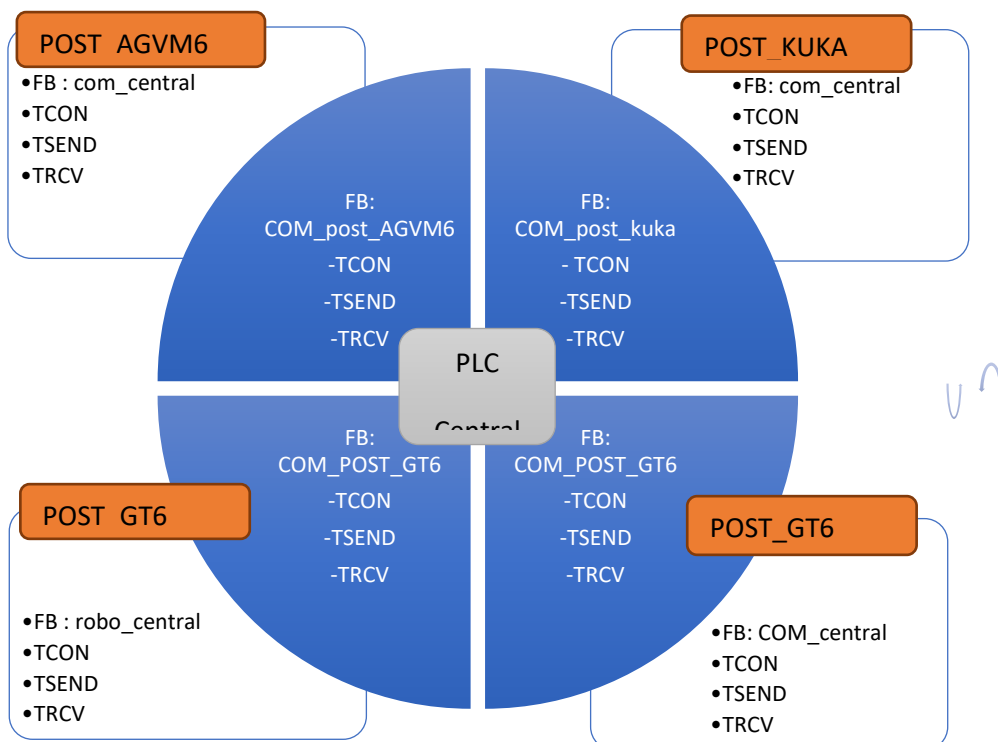 POST AGVM6
•FB : com_central
•TCON
•TSEND
•TRCV
POST_KUKA
•FB: com_central
•TCON
•TSEND
•TRCV
FB:
COM_post_AGVM6
-TCON
-TSEND
-TRCV
FB:
COM_post_kuka
- TCON
-TSEND
-TRCV
PLC
Central
FB:
COM_POST_GT6
-TCON
-TSEND
-TRCV
FB:
COM_POST_GT6
-TCON
-TSEND
-TRCV
POST GT6
•FB : robo_central
•TCON
•TSEND
•TRCV
POST_GT6
•FB: COM_central
•TCON
•TSEND
•TRCV